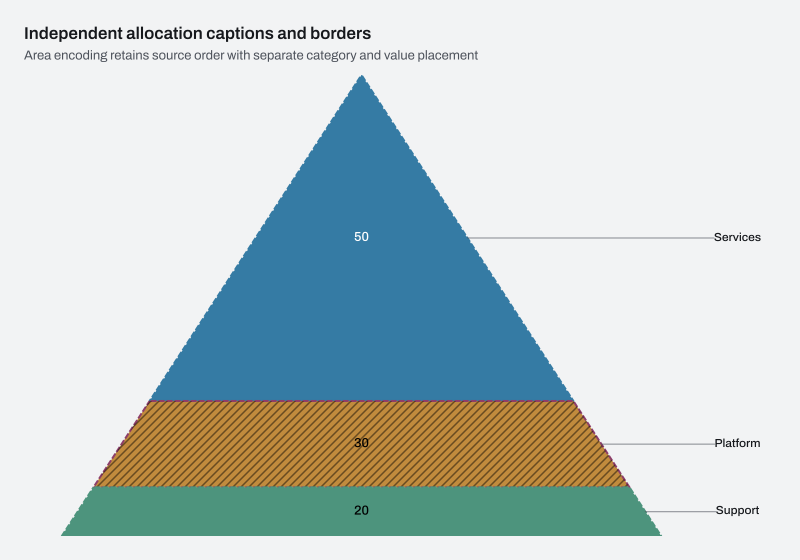 Independent allocation captions and borders
Area encoding retains source order with separate category and value placement
50
Services
30
Platform
20
Support